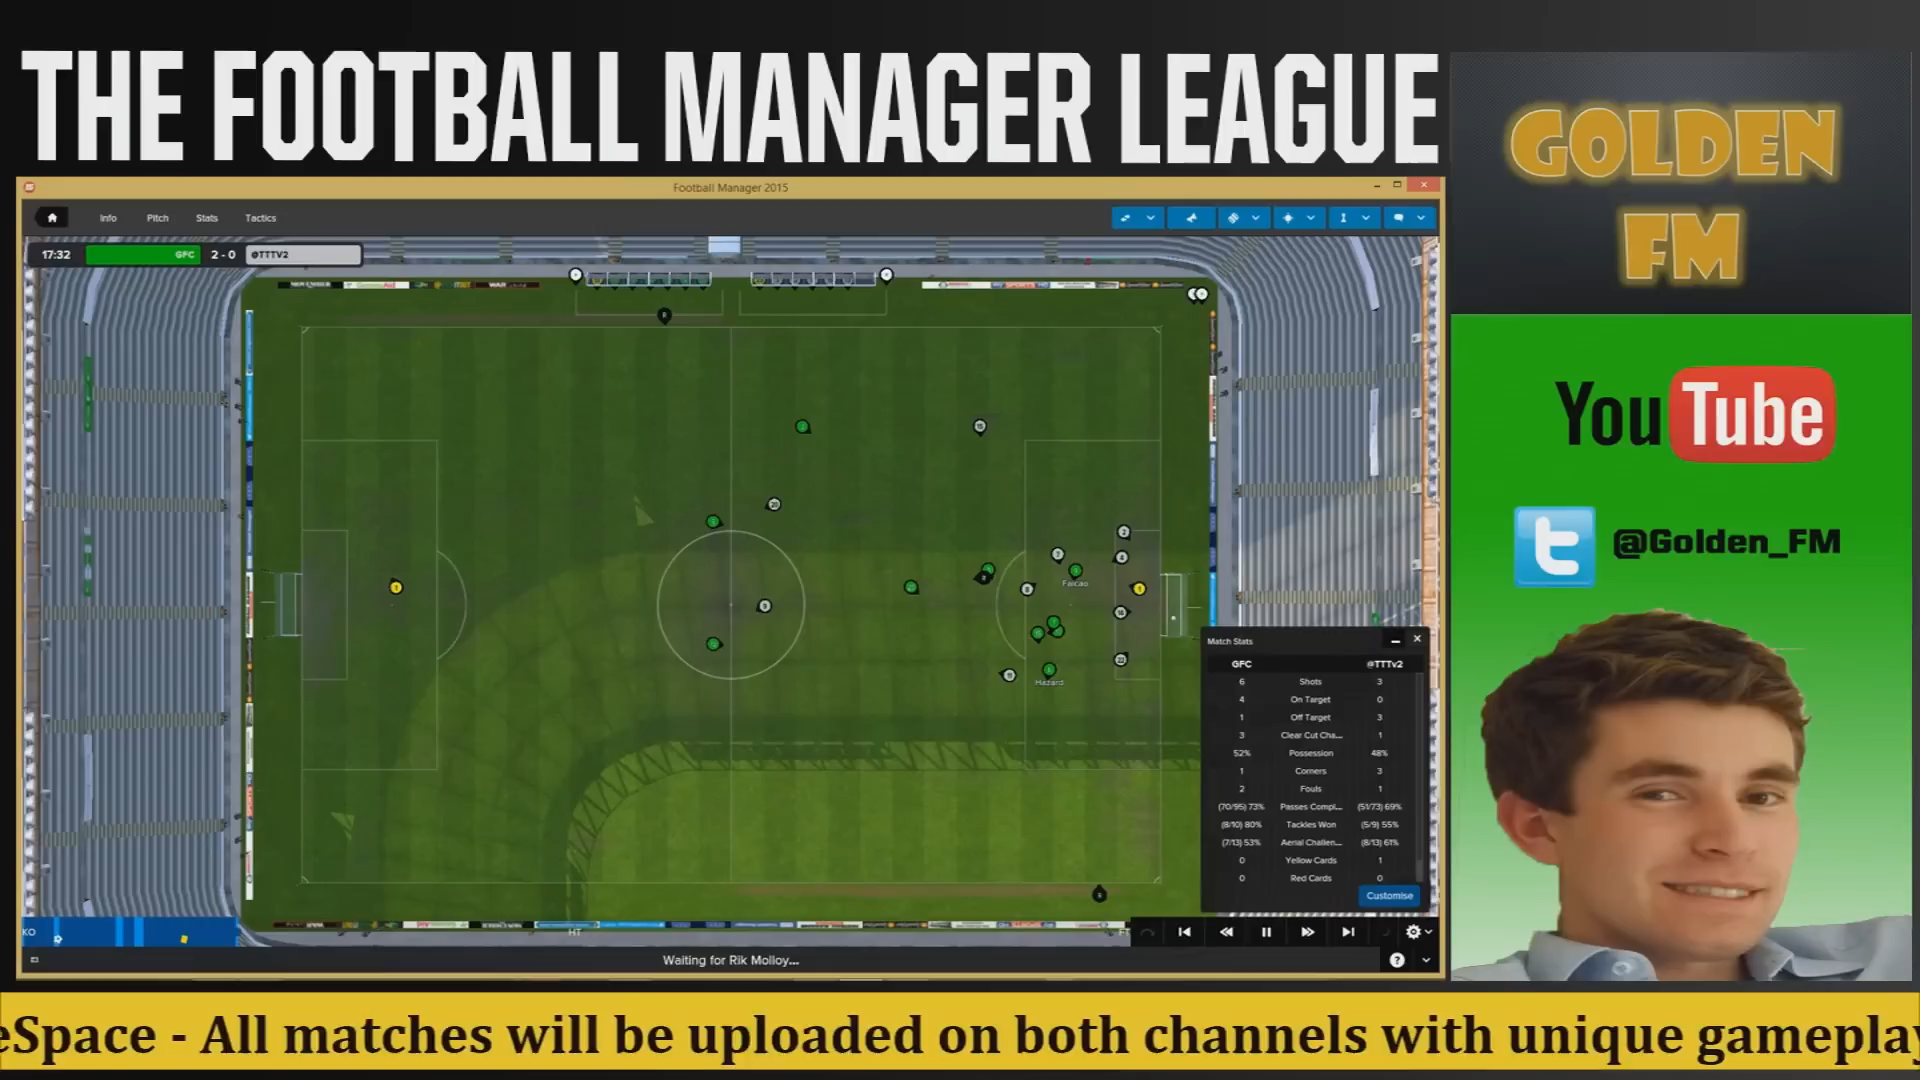 THE FOOTBALL MANAGER LEAGUE
GOLDEN
FM
YouTube
@Golden_FM
Football Manager 2015
Info Pitch Stats Tactics
17:32 GFC 2 - 0 @TTTV2
Falcao
Hazard
Match Stats
GFC @TTTv2
6 Shots 3
4 On Target 0
1 Off Target 3
3 Clear Cut Cha... 1
52% Possession 48%
1 Corners 3
2 Fouls 1
(70/95) 73% Passes Compl... (51/73) 69%
(8/10) 80% Tackles Won (5/9) 55%
(7/13) 53% Aerial Challen... (8/13) 61%
0 Yellow Cards 1
0 Red Cards 0
Customise
KO HT
Waiting for Rik Molloy...
eSpace - All matches will be uploaded on both channels with unique gameplay